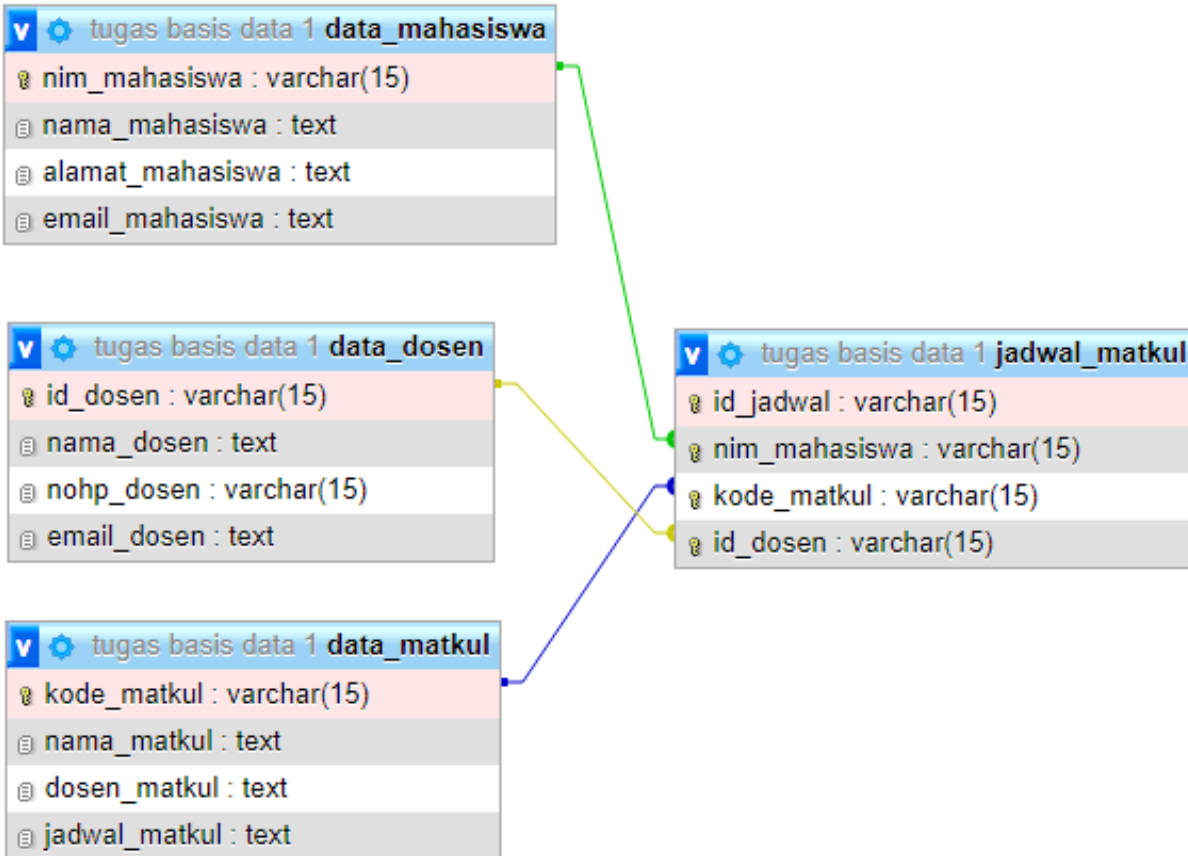 v tugas basis data 1 data_mahasiswa
nim_mahasiswa : varchar(15)
nama_mahasiswa : text
alamat_mahasiswa : text
email_mahasiswa : text
v tugas basis data 1 data_dosen
id_dosen : varchar(15)
nama_dosen : text
nohp_dosen : varchar(15)
email_dosen : text
v tugas basis data 1 data_matkul
kode_matkul : varchar(15)
nama_matkul : text
dosen_matkul : text
jadwal_matkul : text
v tugas basis data 1 jadwal_matkul
id_jadwal : varchar(15)
nim_mahasiswa : varchar(15)
kode_matkul : varchar(15)
id_dosen : varchar(15)